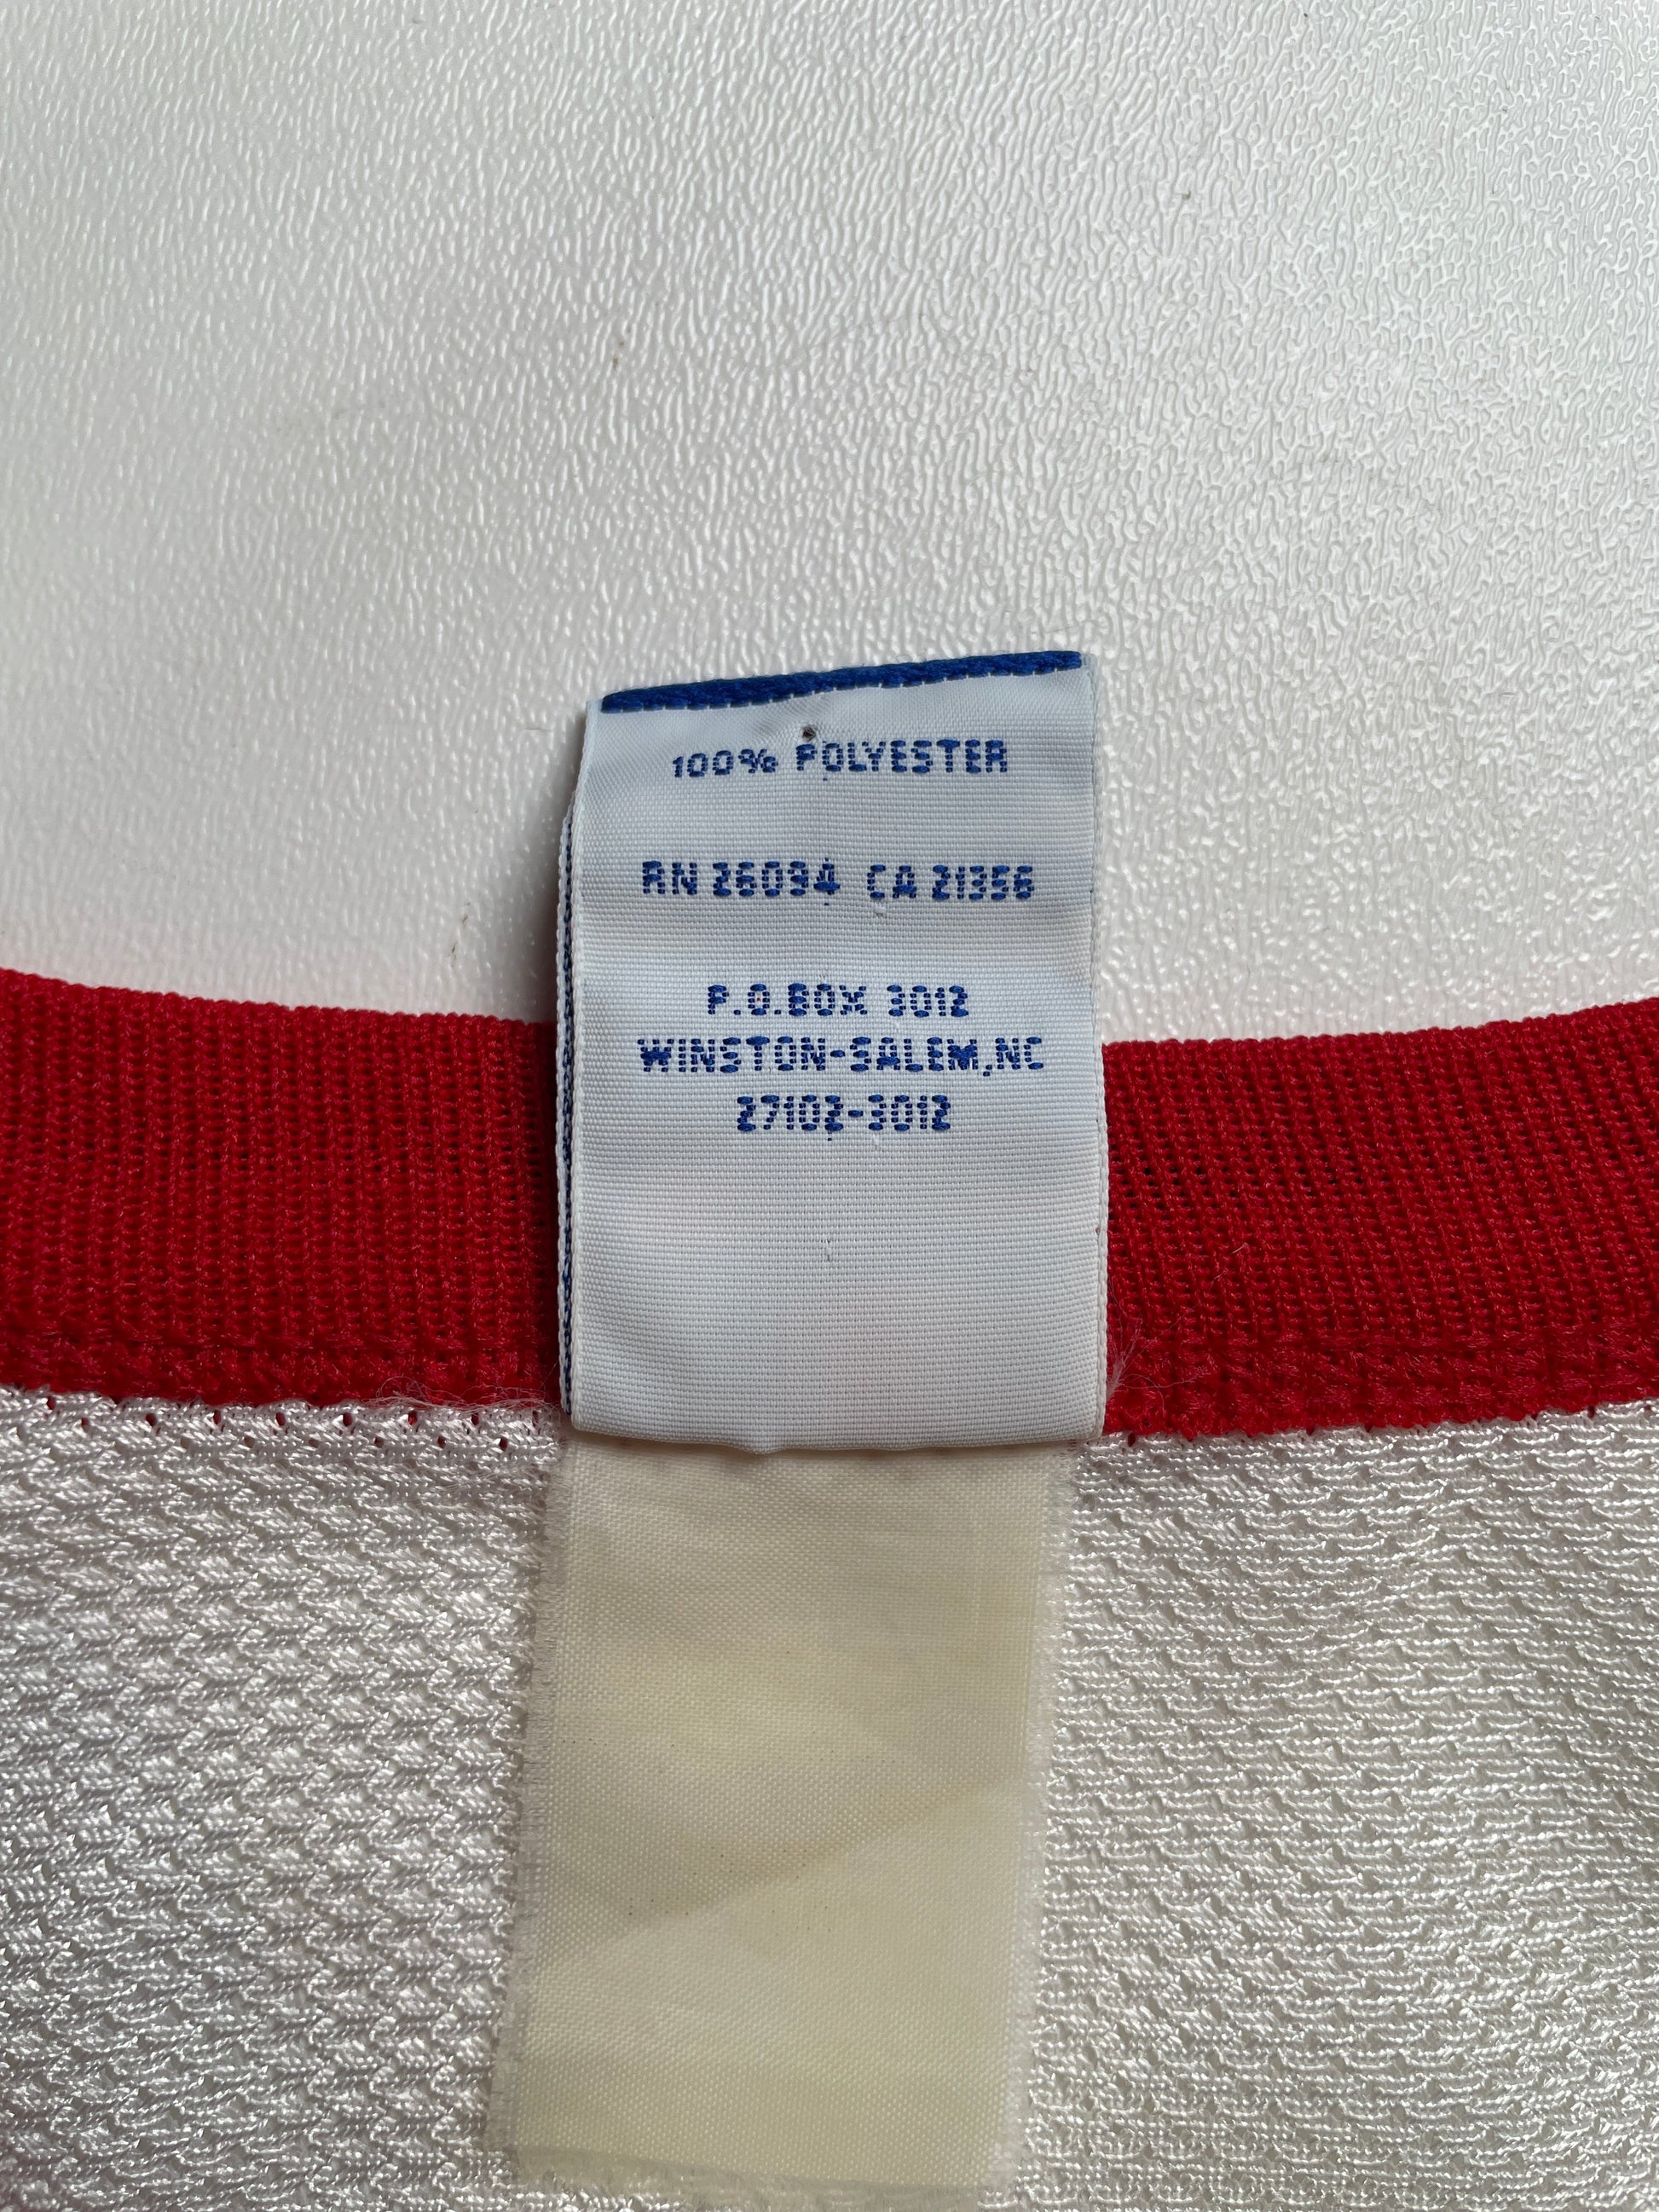 100% POLYESTER
RN 26094 CA 21356
P.O.BOX 3012
WINSTON-SALEM,NC
27102-3012